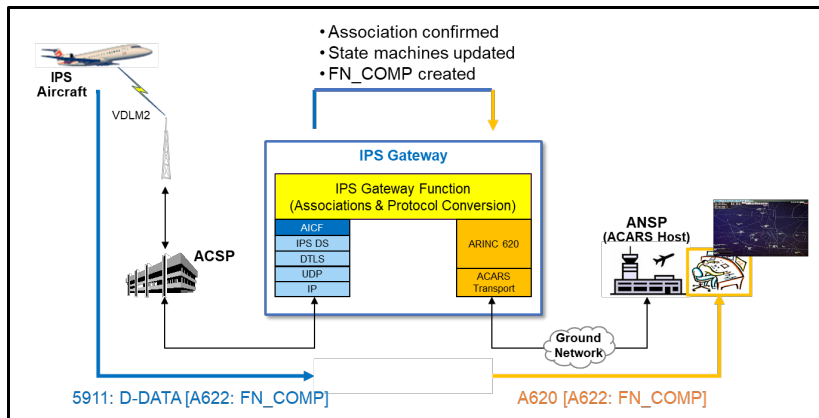 • Association confirmed
• State machines updated
• FN_COMP created
IPS
Aircraft
VDLM2
IPS Gateway
IPS Gateway Function
(Associations & Protocol Conversion)
AICF
IPS DS
DTLS
UDP
IP
ARINC 620
ACARS
Transport
ACSP
ANSP
(ACARS Host)
Ground
Network
5911: D-DATA [A622: FN_COMP]
A620 [A622: FN_COMP]